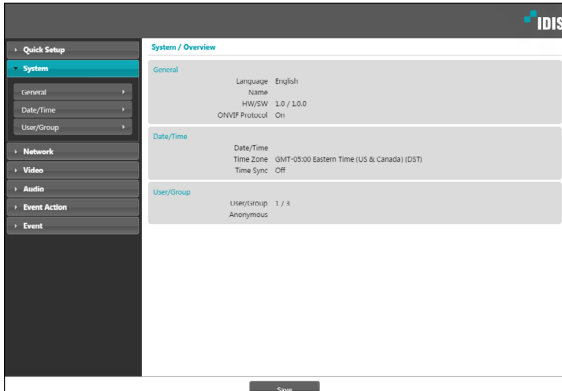 IDIS
Quick Setup
System
General
Date/Time
User/Group
Network
Video
Audio
Event Action
Event
System / Overview
General
Language English
Name
HW/SW 1.0 / 1.0.0
ONVIF Protocol On
Date/Time
Date/Time
Time Zone GMT-05:00 Eastern Time (US & Canada) (DST)
Time Sync Off
User/Group
User/Group 1 / 3
Anonymous
Save